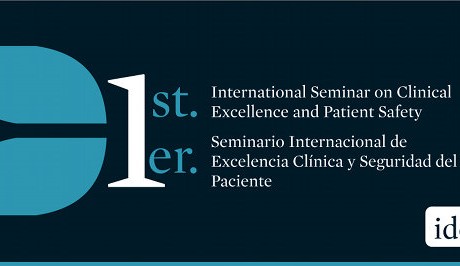 1st. International Seminar on Clinical
Excellence and Patient Safety
1er. Seminario Internacional de
Excelencia Clínica y Seguridad del
Paciente